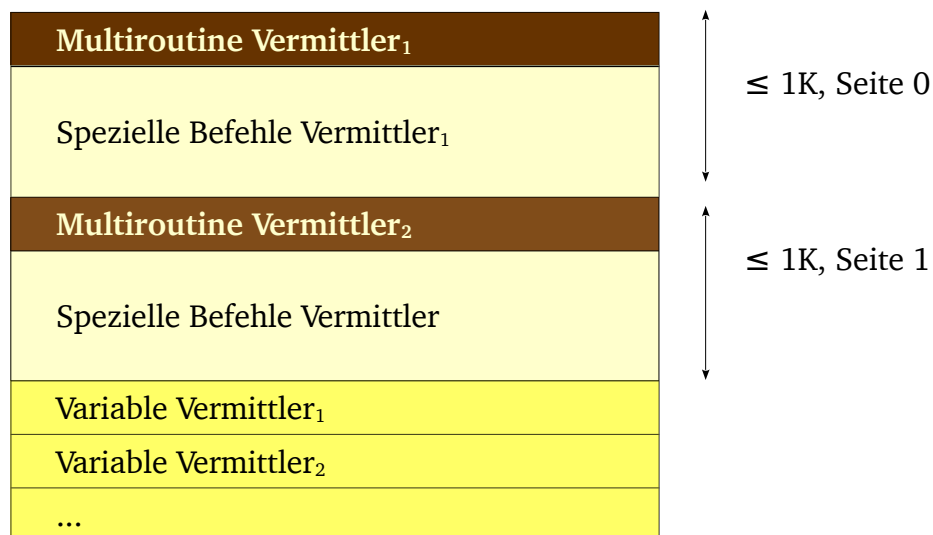 Multiroutine Vermittler₁
≤ 1K, Seite 0
Spezielle Befehle Vermittler₁
Multiroutine Vermittler₂
≤ 1K, Seite 1
Spezielle Befehle Vermittler
Variable Vermittler₁
Variable Vermittler₂
...